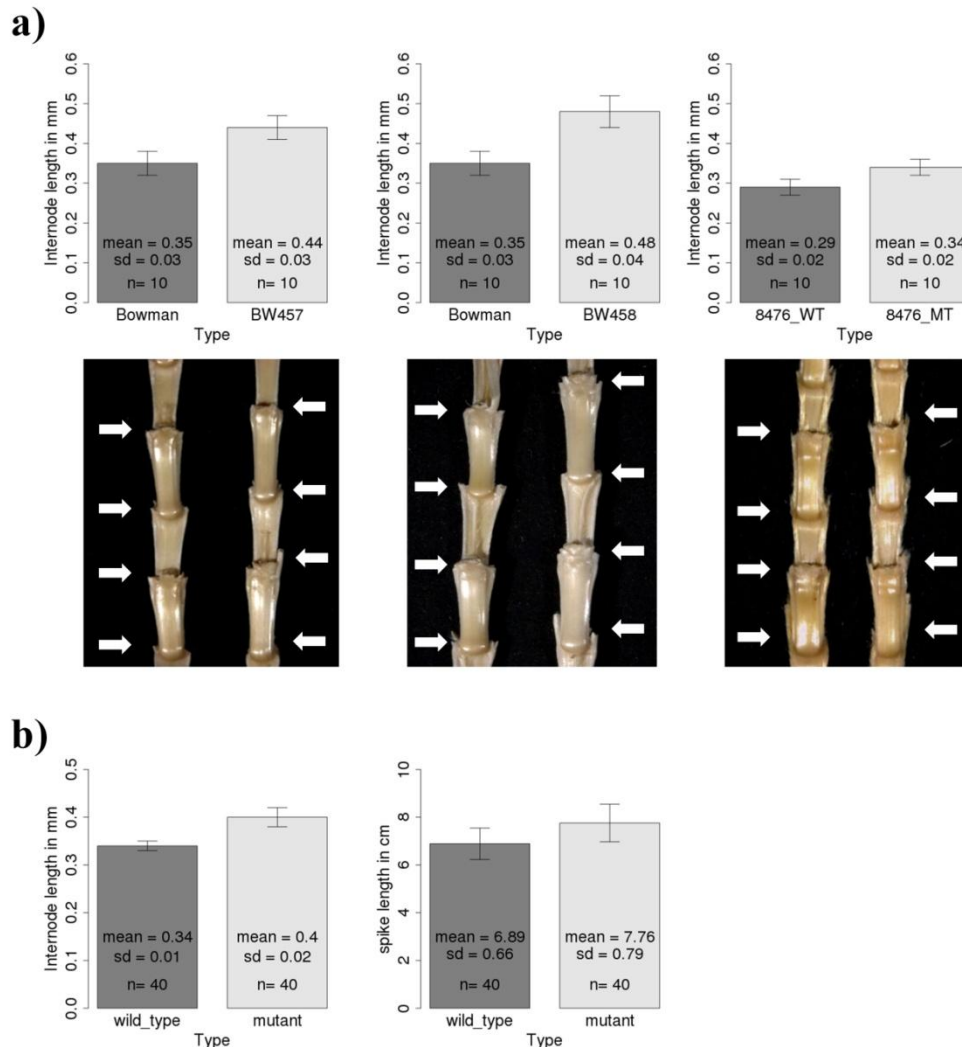 a)
Internode length in mm
0.0 0.1 0.2 0.3 0.4 0.5 0.6
mean = 0.35
sd = 0.03
n= 10
mean = 0.44
sd = 0.03
n= 10
Bowman BW457
Type
Internode length in mm
0.0 0.1 0.2 0.3 0.4 0.5 0.6
mean = 0.35
sd = 0.03
n= 10
mean = 0.48
sd = 0.04
n= 10
Bowman BW458
Type
Internode length in mm
0.0 0.1 0.2 0.3 0.4 0.5 0.6
mean = 0.29
sd = 0.02
n= 10
mean = 0.34
sd = 0.02
n= 10
8476_WT 8476_MT
Type
b)
Internode length in mm
0.0 0.1 0.2 0.3 0.4 0.5
mean = 0.34
sd = 0.01
n= 40
mean = 0.4
sd = 0.02
n= 40
wild_type mutant
Type
spike length in cm
0 2 4 6 8 10
mean = 6.89
sd = 0.66
n= 40
mean = 7.76
sd = 0.79
n= 40
wild_type mutant
Type